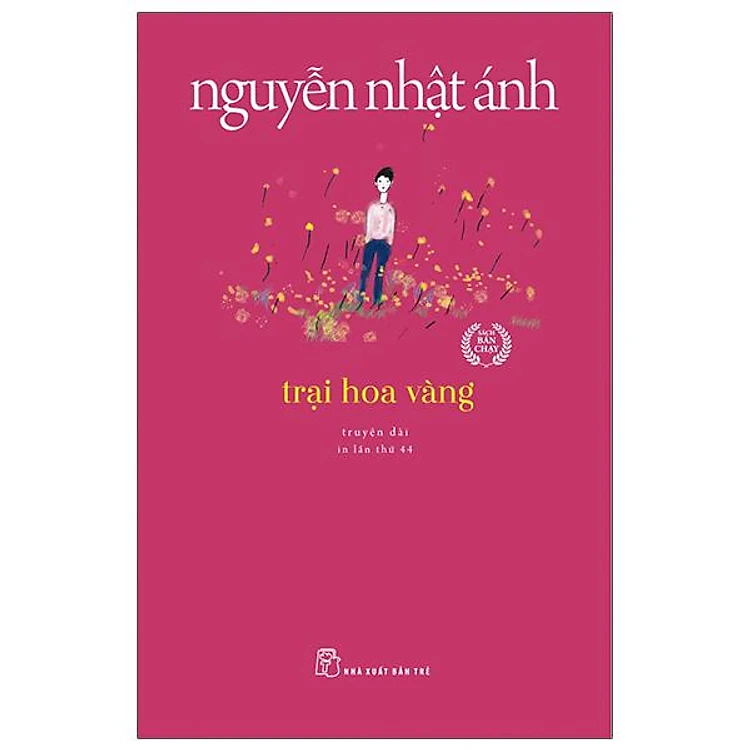 nguyễn nhật ánh
SÁCH
BÁN
CHẠY
trại hoa vàng
truyện dài
in lần thứ 44
NHÀ XUẤT BẢN TRẺ